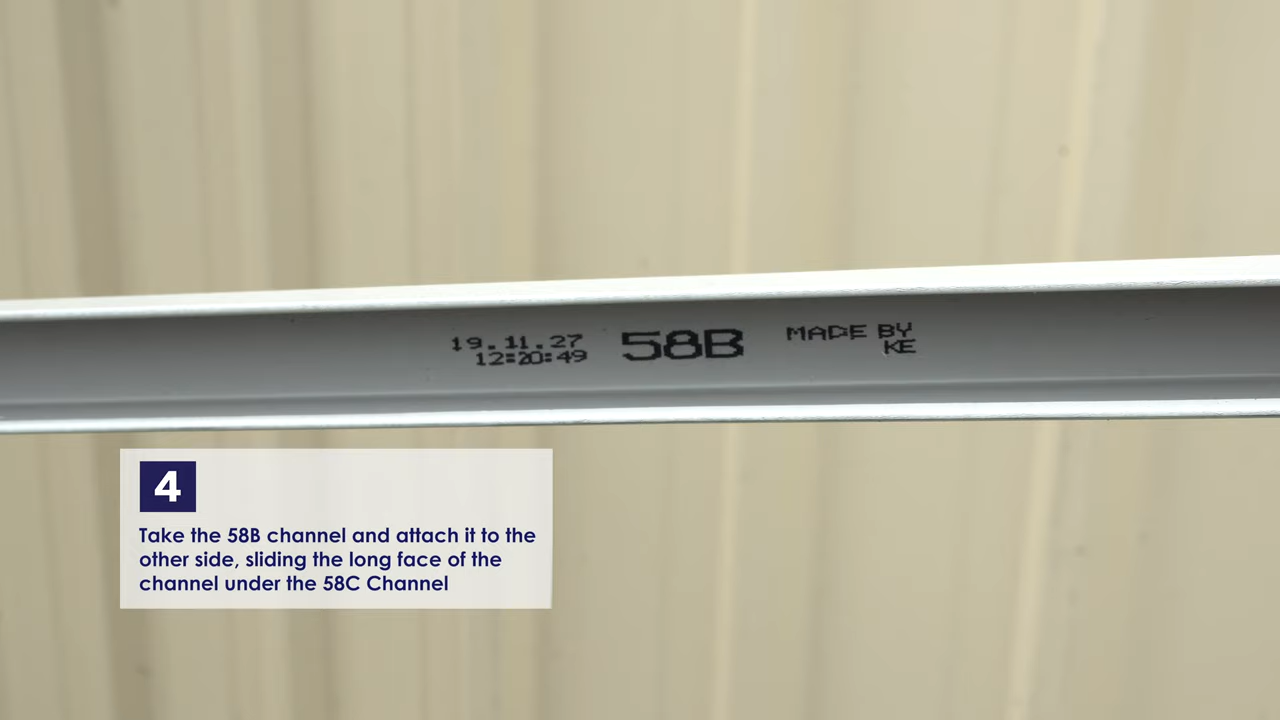 19.11.27 58B MADE BY
12:20:49 KE
4
Take the 58B channel and attach it to the
other side, sliding the long face of the
channel under the 58C Channel